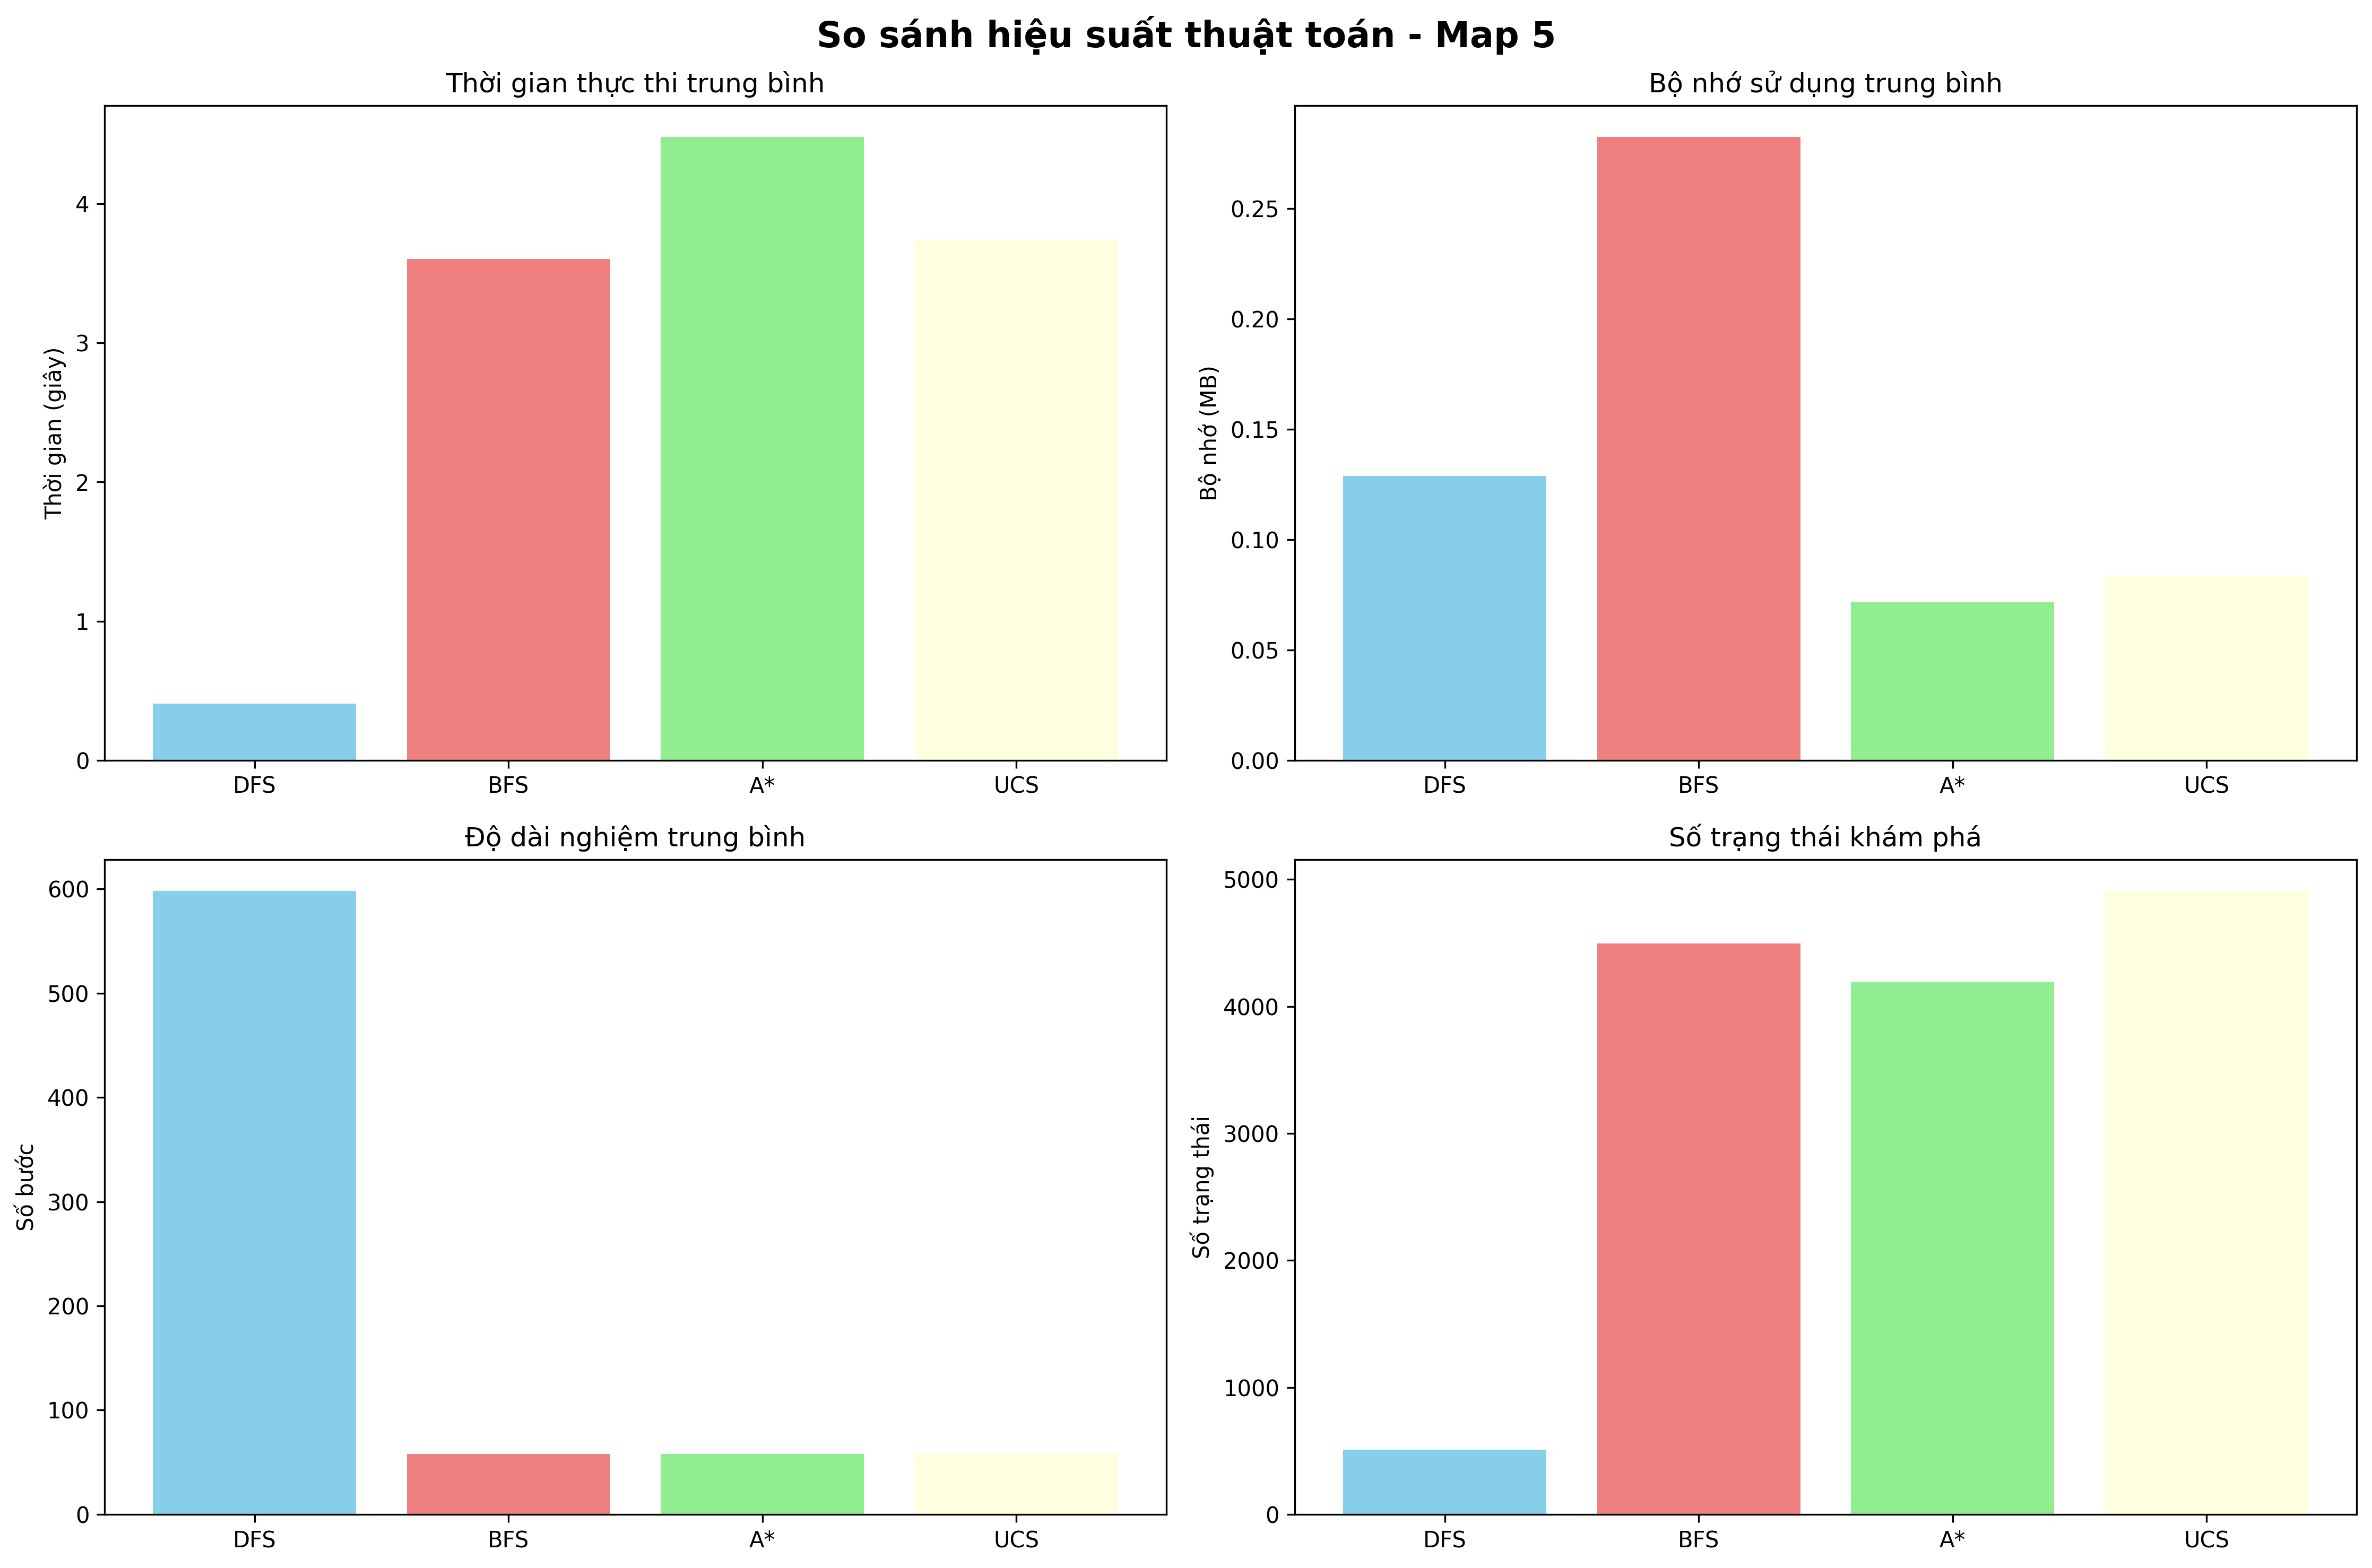 So sánh hiệu suất thuật toán - Map 5
Thời gian thực thi trung bình
Thời gian (giây)
4
3
2
1
0
DFS BFS A* UCS
Bộ nhớ sử dụng trung bình
Bộ nhớ (MB)
0.25
0.20
0.15
0.10
0.05
0.00
DFS BFS A* UCS
Độ dài nghiệm trung bình
Số bước
600
500
400
300
200
100
0
DFS BFS A* UCS
Số trạng thái khám phá
Số trạng thái
5000
4000
3000
2000
1000
0
DFS BFS A* UCS